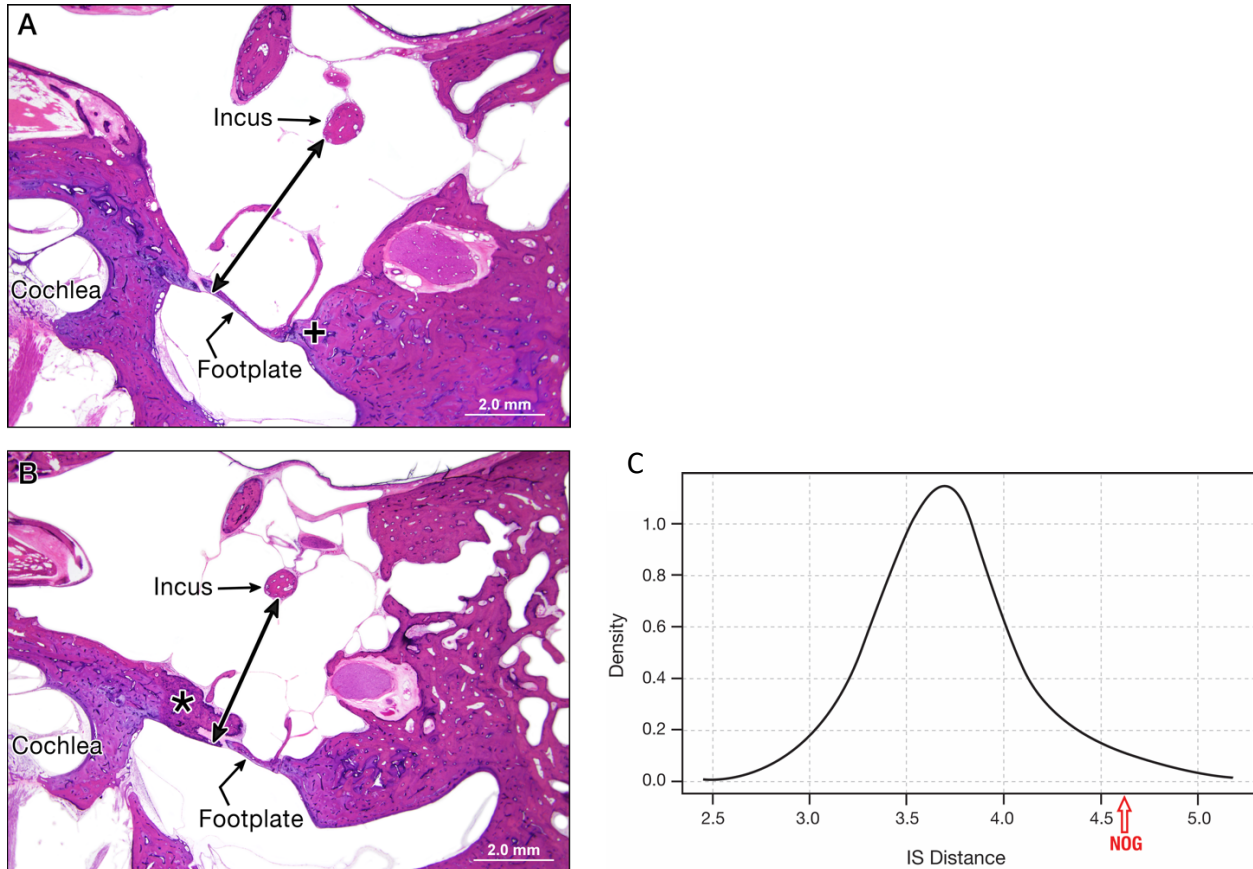 A
Incus
Cochlea
+
Footplate
2.0 mm
B
Incus
*
Cochlea
Footplate
2.0 mm
C
Density
1.0
0.8
0.6
0.4
0.2
0.0
2.5 3.0 3.5 4.0 4.5 5.0
NOG
IS Distance